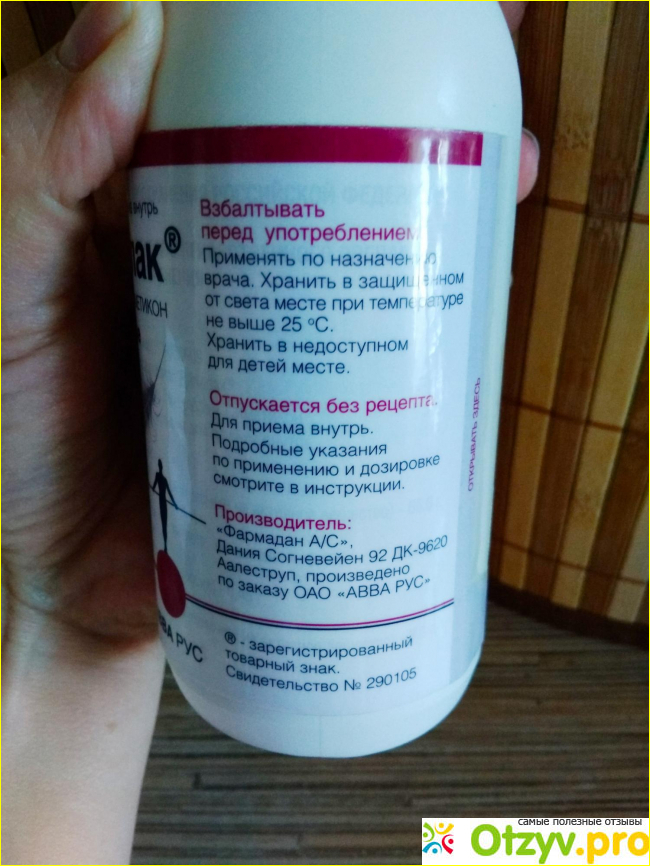 внутрь
лак®
ЕТИКОН
Взбалтывать
перед употреблением
Применять по назначению
врача. Хранить в защищенном
от света месте при температуре
не выше 25 °C.
Хранить в недоступном
для детей месте.
Отпускается без рецепта.
Для приема внутрь.
Подробные указания
по применению и дозировке
смотрите в инструкции.
Производитель:
«Фармадан А/С»,
Дания Согневейен 92 ДК-9620
Аалеструп, произведено
по заказу ОАО «АВВА РУС»
® - зарегистрированный
товарный знак.
Свидетельство № 290105
АВВА РУС
ОТКРЫВАТЬ ЗДЕСЬ
самые полезные отзывы
Otzyv.pro